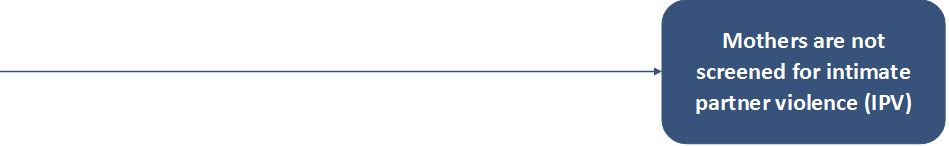 Mothers are not
screened for intimate
partner violence (IPV)